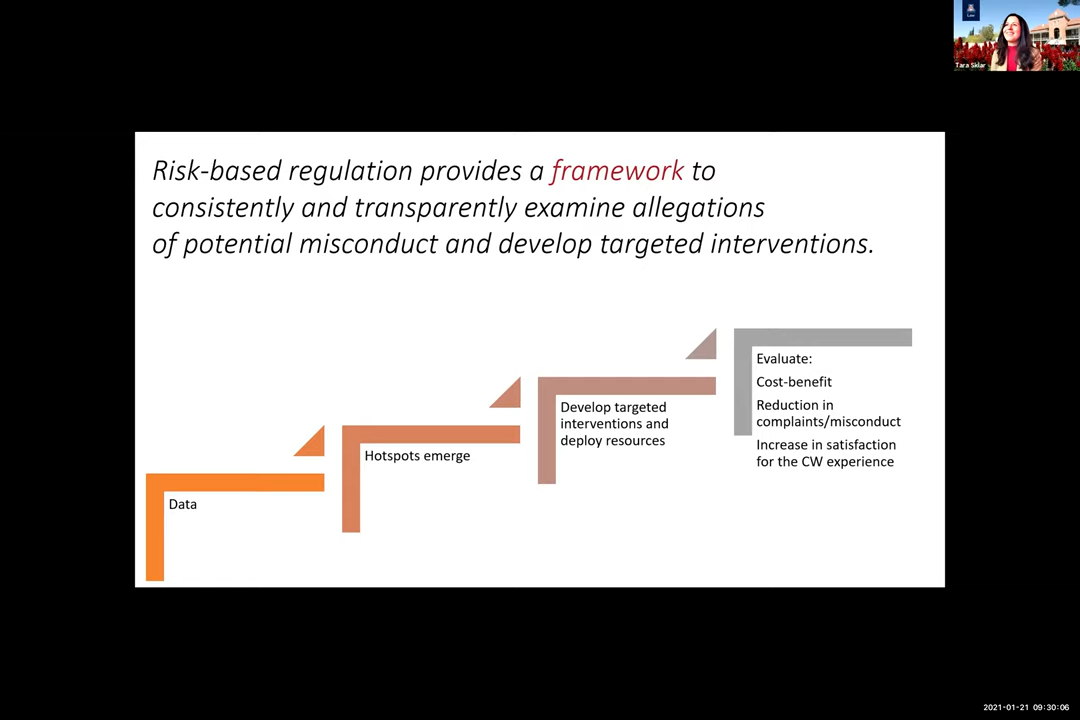 Law
Tara Sklar
Risk-based regulation provides a framework to
consistently and transparently examine allegations
of potential misconduct and develop targeted interventions.
Data
Hotspots emerge
Develop targeted
interventions and
deploy resources
Evaluate:
Cost-benefit
Reduction in
complaints/misconduct
Increase in satisfaction
for the CW experience
2021-01-21 09:30:06